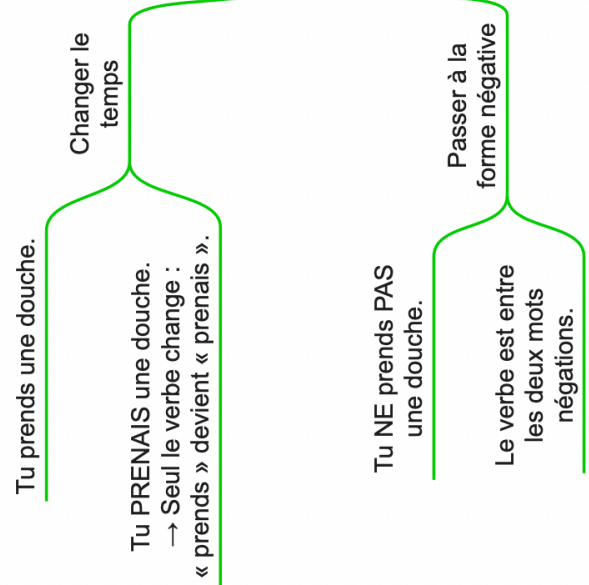 Changer le
temps
Tu prends une douche.
Tu PRENAIS une douche.
→ Seul le verbe change :
« prends » devient « prenais ».
Passer à la
forme négative
Tu NE prends PAS
une douche.
Le verbe est entre
les deux mots
négations.